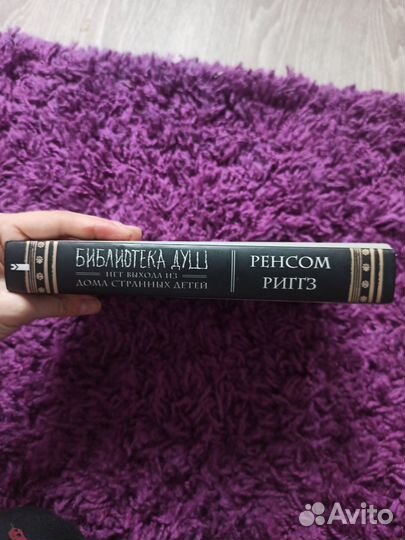 БИБЛИОТЕКА ДУШ
НЕТ ВЫХОДА ИЗ
ДОМА СТРАННЫХ ДЕТЕЙ
РЕНСОМ
РИГГЗ
Avito